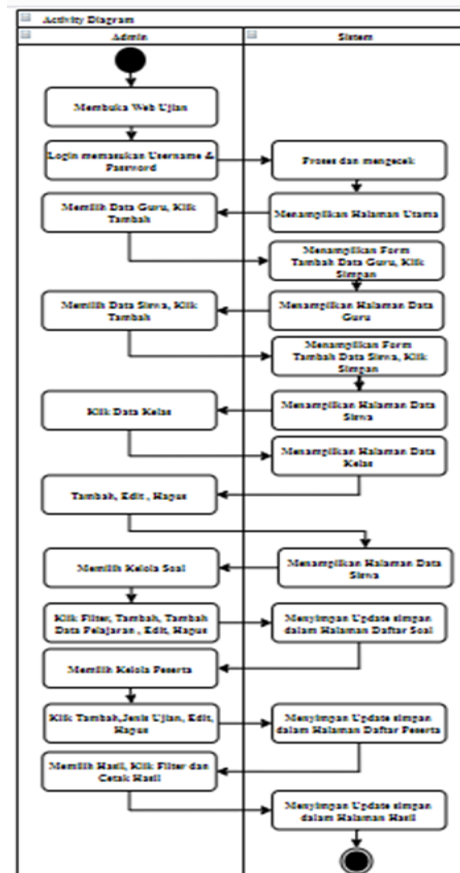 Activity Diagram
Admin
Sistem
Membuka Web Ujian
Login memasukan Username &
Password
Proses dan mengecek
Memilih Data Guru, Klik
Tambah
Menampilkan Halaman Utama
Menampilkan Form
Tambah Data Guru, Klik
Simpan
Memilih Data Siswa, Klik
Tambah
Menampilkan Halaman Data
Guru
Menampilkan Form
Tambah Data Siswa, Klik
Simpan
Klik Data Kelas
Menampilkan Halaman Data
Siswa
Menampilkan Halaman Data
Kelas
Tambah, Edit , Hapus
Memilih Kelola Soal
Menampilkan Halaman Data
Siswa
Klik Filter, Tambah, Tambah
Data Pelajaran , Edit, Hapus
Menyimpan Update simpan
dalam Halaman Daftar Soal
Memilih Kelola Peserta
Klik Tambah,Jenis Ujian, Edit,
Hapus
Menyimpan Update simpan
dalam Halaman Daftar Peserta
Memilih Hasil, Klik Filter dan
Cetak Hasil
Menyimpan Update simpan
dalam Halaman Hasil